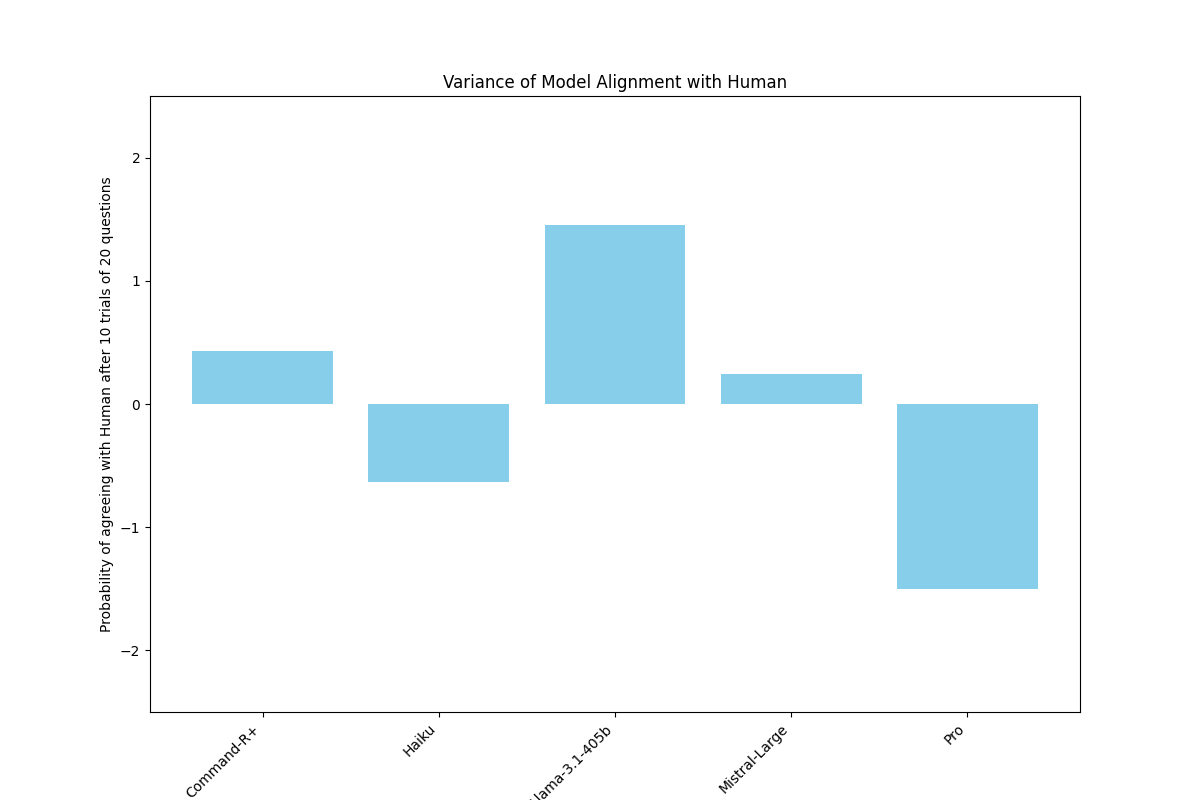 Variance of Model Alignment with Human
Probability of agreeing with Human after 10 trials of 20 questions
2
1
0
−1
−2
Command-R+
Haiku
lama-3.1-405b
Mistral-Large
Pro